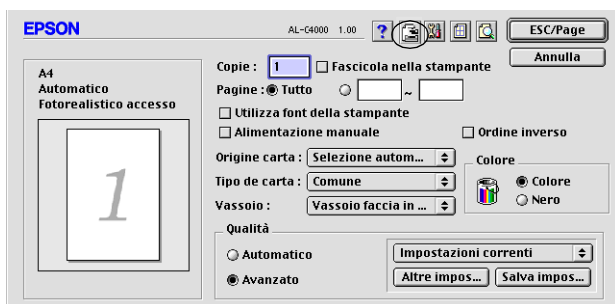 EPSON
AL-C4000 1.00
?
ESC/Page
Annulla
A4
Automatico
Fotorealistico accesso
1
Copie : 1
Fascicola nella stampante
Pagine : Tutto ~
Utilizza font della stampante
Alimentazione manuale
Ordine inverso
Origine carta : Selezione autom...
Tipo de carta : Comune
Vassoio : Vassoio faccia in ...
Colore
Colore
Nero
Qualità
Automatico
Avanzato
Impostazioni correnti
Altre impos...
Salva impos...